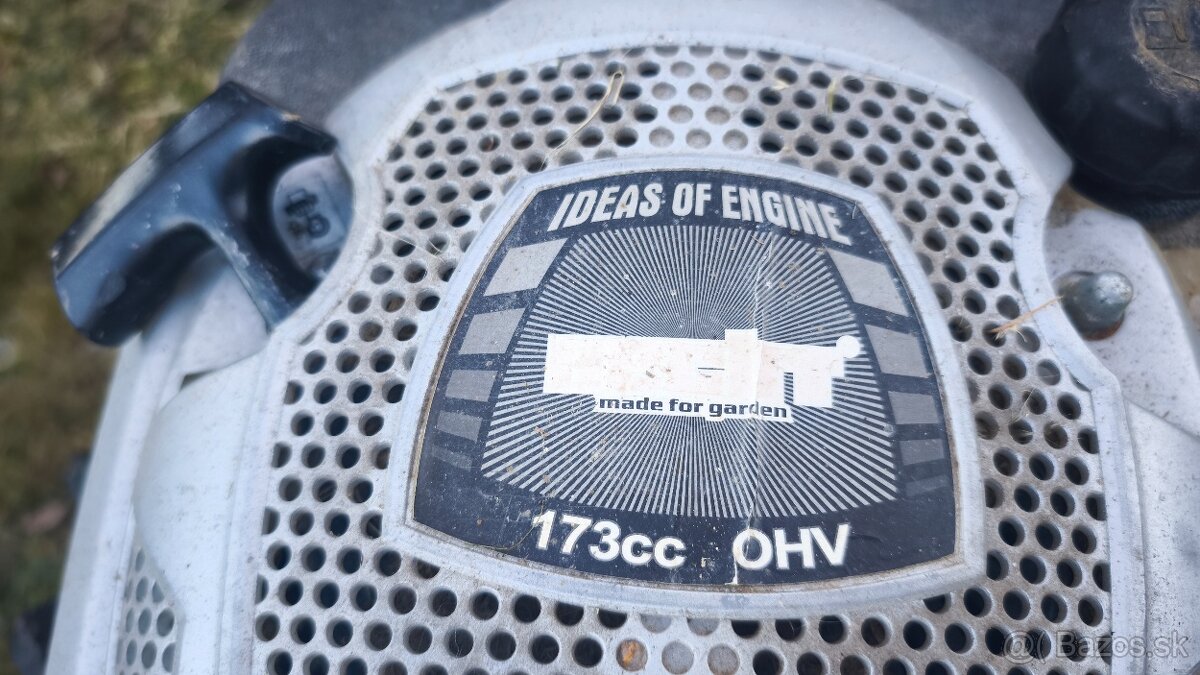 IDEAS OF ENGINE
made for garden
173cc OHV
@ Bazos.sk